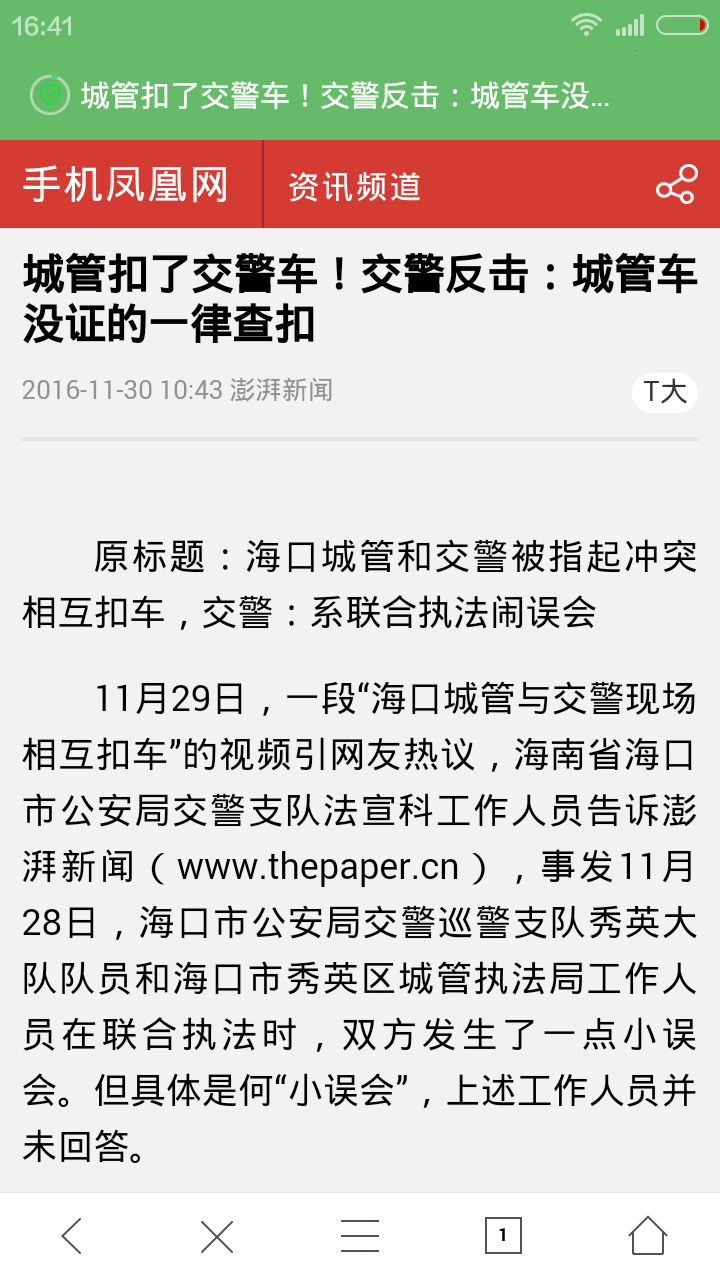 16:41
城管扣了交警车！交警反击：城管车没...
手机凤凰网
资讯频道
城管扣了交警车！交警反击：城管车
没证的一律查扣
2016-11-30 10:43 澎湃新闻
T大
原标题：海口城管和交警被指起冲突
相互扣车，交警：系联合执法闹误会
11月29日，一段“海口城管与交警现场
相互扣车”的视频引网友热议，海南省海口
市公安局交警支队法宣科工作人员告诉澎
湃新闻（www.thepaper.cn），事发11月
28日，海口市公安局交警巡警支队秀英大
队队员和海口市秀英区城管执法局工作人
员在联合执法时，双方发生了一点小误
会。但具体是何“小误会”，上述工作人员并
未回答。
1